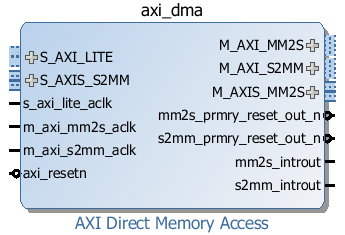 axi_dma
S_AXI_LITE
S_AXIS_S2MM
s_axi_lite_aclk
m_axi_mm2s_aclk
m_axi_s2mm_aclk
axi_resetn
M_AXI_MM2S
M_AXI_S2MM
M_AXIS_MM2S
mm2s_prmry_reset_out_n
s2mm_prmry_reset_out_n
mm2s_introut
s2mm_introut
AXI Direct Memory Access